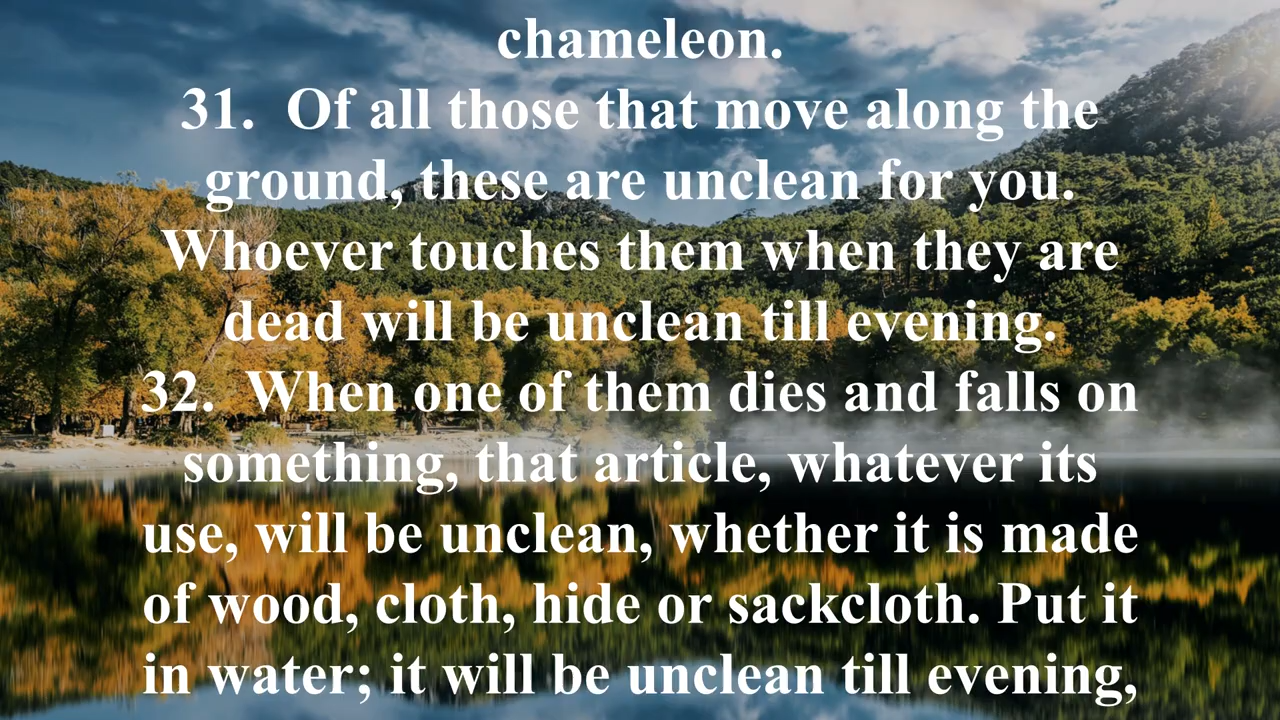 chameleon.
31. Of all those that move along the
ground, these are unclean for you.
Whoever touches them when they are
dead will be unclean till evening.
32. When one of them dies and falls on
something, that article, whatever its
use, will be unclean, whether it is made
of wood, cloth, hide or sackcloth. Put it
in water; it will be unclean till evening,